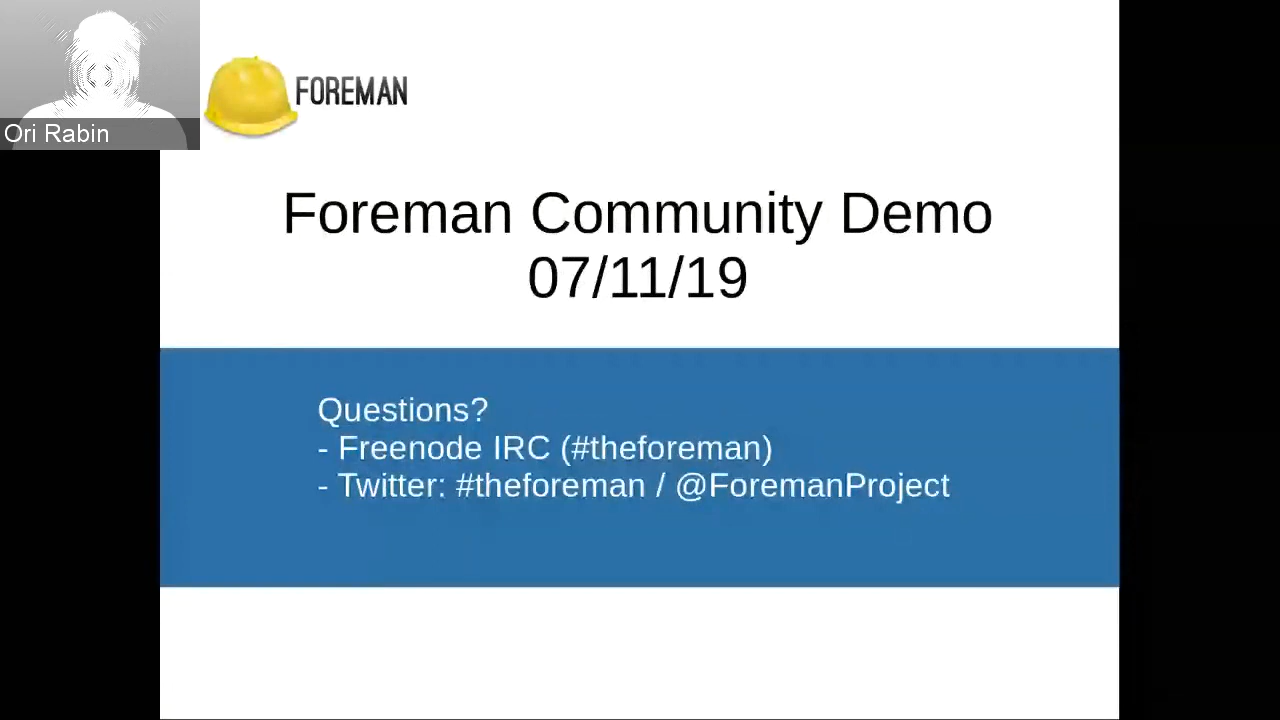 Ori Rabin
FOREMAN
Foreman Community Demo
07/11/19
Questions?
- Freenode IRC (#theforeman)
- Twitter: #theforeman / @ForemanProject